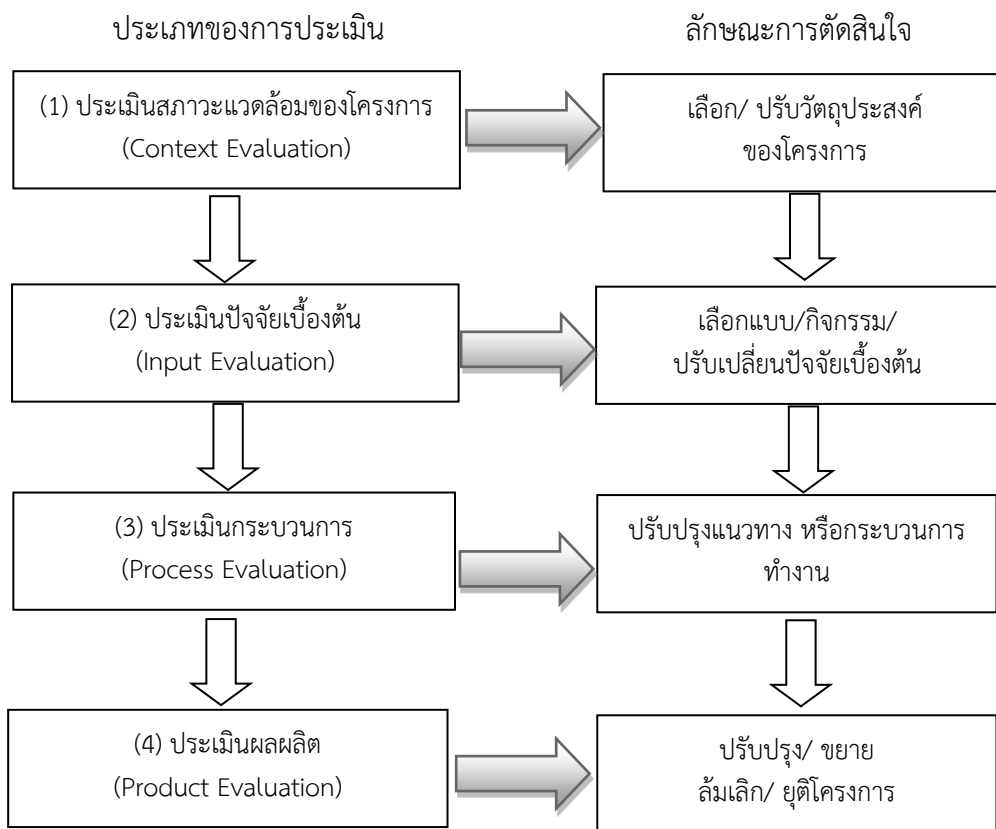 ประเภทของการประเมิน
ลักษณะการตัดสินใจ
(1) ประเมินสภาวะแวดล้อมของโครงการ
(Context Evaluation)
เลือก/ ปรับวัตถุประสงค์
ของโครงการ
(2) ประเมินปัจจัยเบื้องต้น
(Input Evaluation)
เลือกแบบ/กิจกรรม/
ปรับเปลี่ยนปัจจัยเบื้องต้น
(3) ประเมินกระบวนการ
(Process Evaluation)
ปรับปรุงแนวทาง หรือกระบวนการ
ทำงาน
(4) ประเมินผลผลิต
(Product Evaluation)
ปรับปรุง/ ขยาย
ล้มเลิก/ ยุติโครงการ